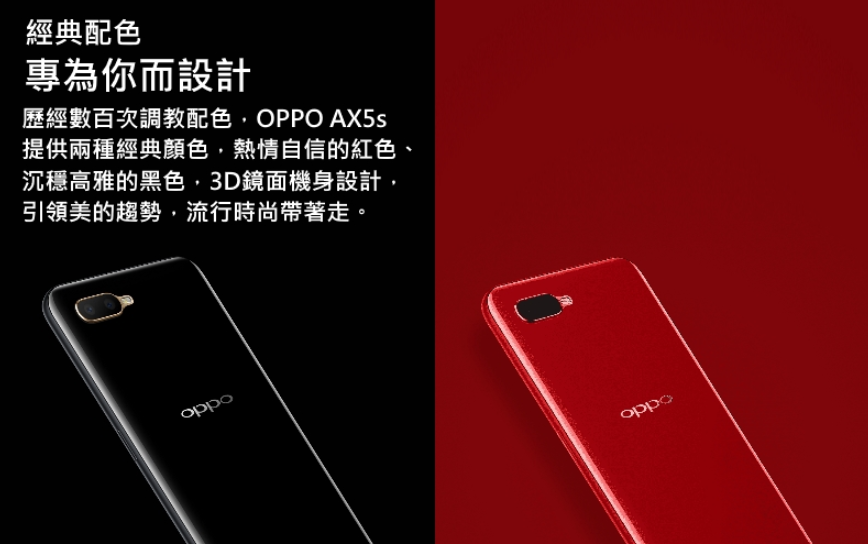 經典配色
專為你而設計
歷經數百次調教配色，OPPO AX5s
提供兩種經典顏色，熱情自信的紅色、
沉穩高雅的黑色，3D鏡面機身設計，
引領美的趨勢，流行時尚帶著走。
oppo
oppo